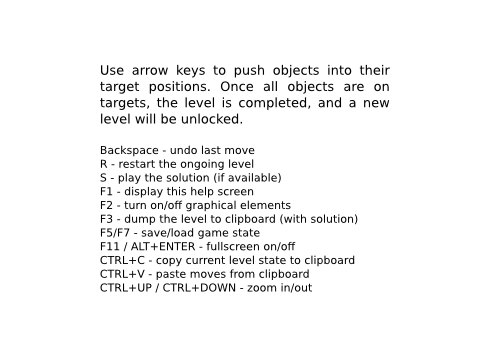 Use arrow keys to push objects into their
target positions. Once all objects are on
targets, the level is completed, and a new
level will be unlocked.
Backspace - undo last move
R - restart the ongoing level
S - play the solution (if available)
F1 - display this help screen
F2 - turn on/off graphical elements
F3 - dump the level to clipboard (with solution)
F5/F7 - save/load game state
F11 / ALT+ENTER - fullscreen on/off
CTRL+C - copy current level state to clipboard
CTRL+V - paste moves from clipboard
CTRL+UP / CTRL+DOWN - zoom in/out